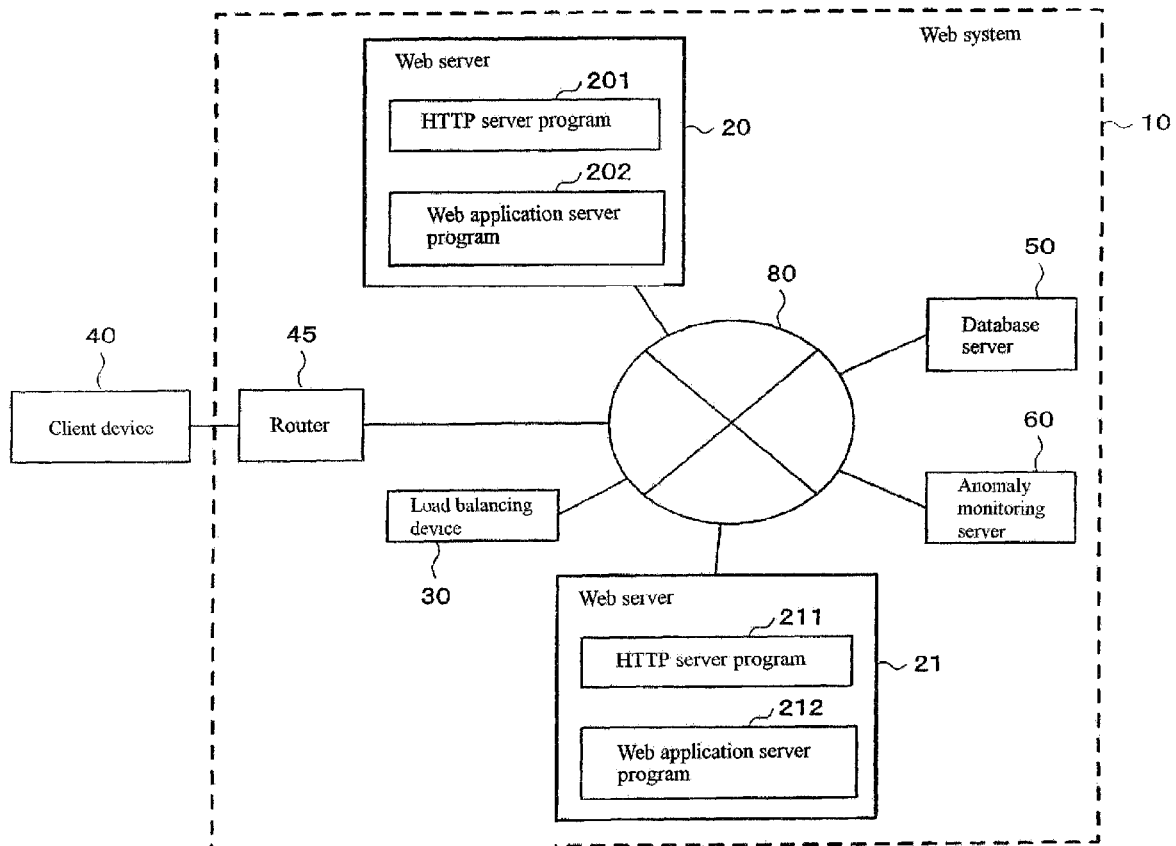 Web system
Web server
201
HTTP server program
20
10
202
Web application server
program
50
80
Database
server
40
45
Client device
Router
60
Anomaly
monitoring
server
Load balancing
device
30
Web server
211
HTTP server program
21
212
Web application server
program